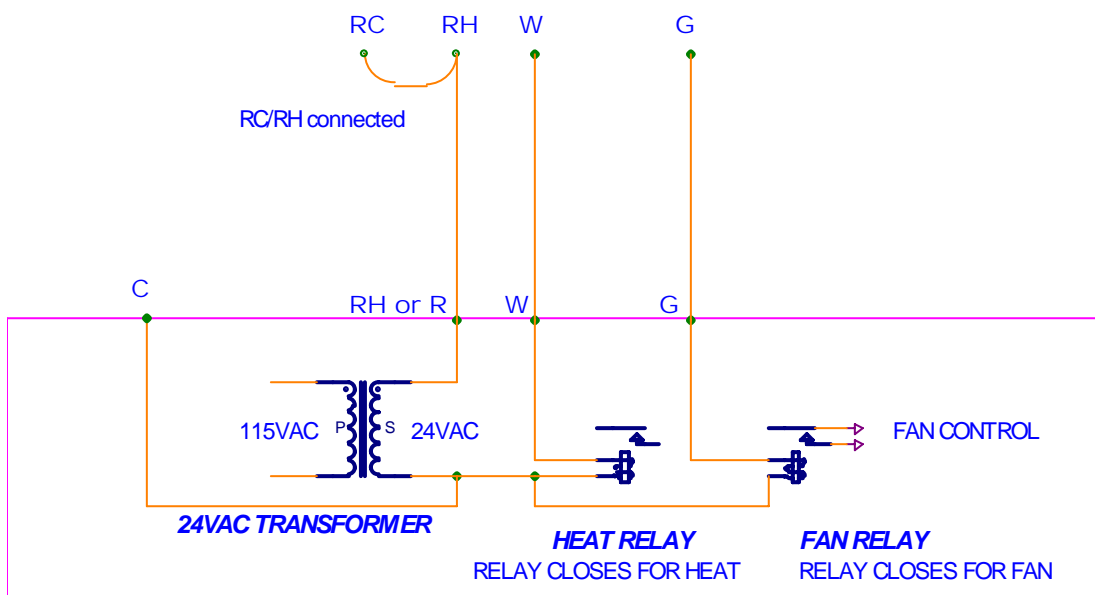 RC RH W G
RC/RH connected
C
RH or R W G
115VAC P S 24VAC
FAN CONTROL
24VAC TRANSFORMER
HEAT RELAY
RELAY CLOSES FOR HEAT
FAN RELAY
RELAY CLOSES FOR FAN